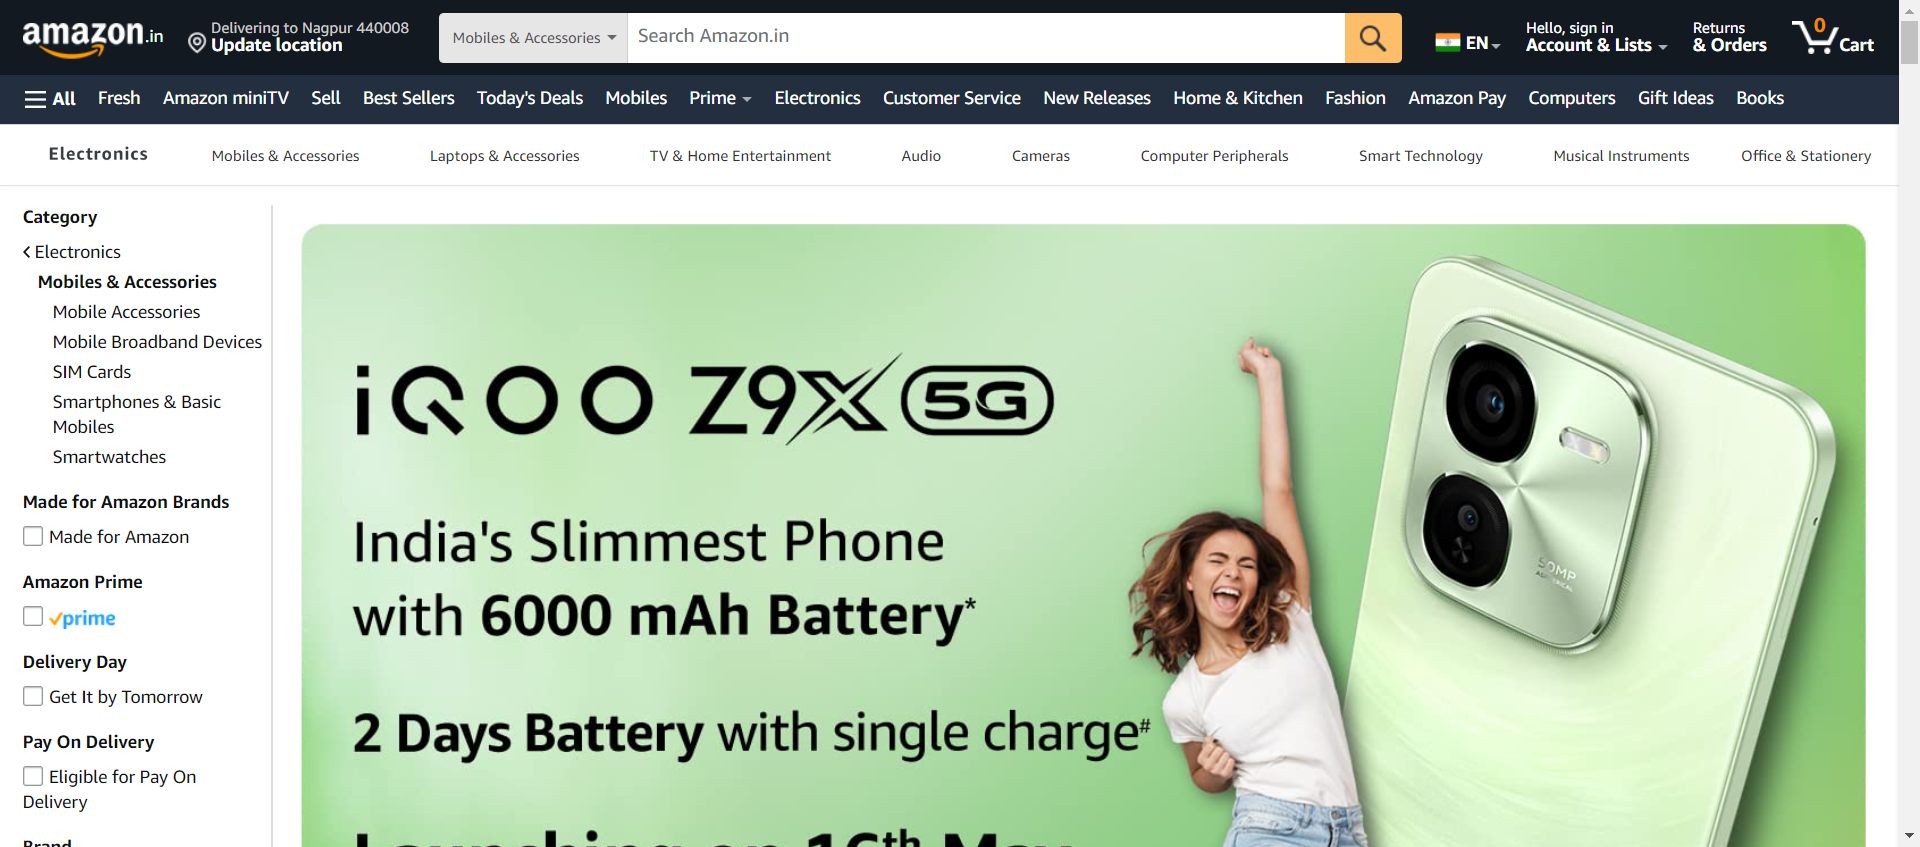 amazon.in
Delivering to Nagpur 440008
Update location
Mobiles & Accessories
Search Amazon.in
EN
Hello, sign in
Account & Lists
Returns
& Orders
0
Cart
All Fresh Amazon miniTV Sell Best Sellers Today's Deals Mobiles Prime Electronics Customer Service New Releases Home & Kitchen Fashion Amazon Pay Computers Gift Ideas Books
Electronics Mobiles & Accessories Laptops & Accessories TV & Home Entertainment Audio Cameras Computer Peripherals Smart Technology Musical Instruments Office & Stationery
Category
Electronics
Mobiles & Accessories
Mobile Accessories
Mobile Broadband Devices
SIM Cards
Smartphones & Basic
Mobiles
Smartwatches
Made for Amazon Brands
Made for Amazon
Amazon Prime
prime
Delivery Day
Get It by Tomorrow
Pay On Delivery
Eligible for Pay On
Delivery
Brand
iQOO Z9X 5G
India's Slimmest Phone
with 6000 mAh Battery*
2 Days Battery with single charge#
Launching on 16th May
50MP